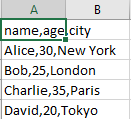 A B
name,age,city
Alice,30,New York
Bob,25,London
Charlie,35,Paris
David,20,Tokyo